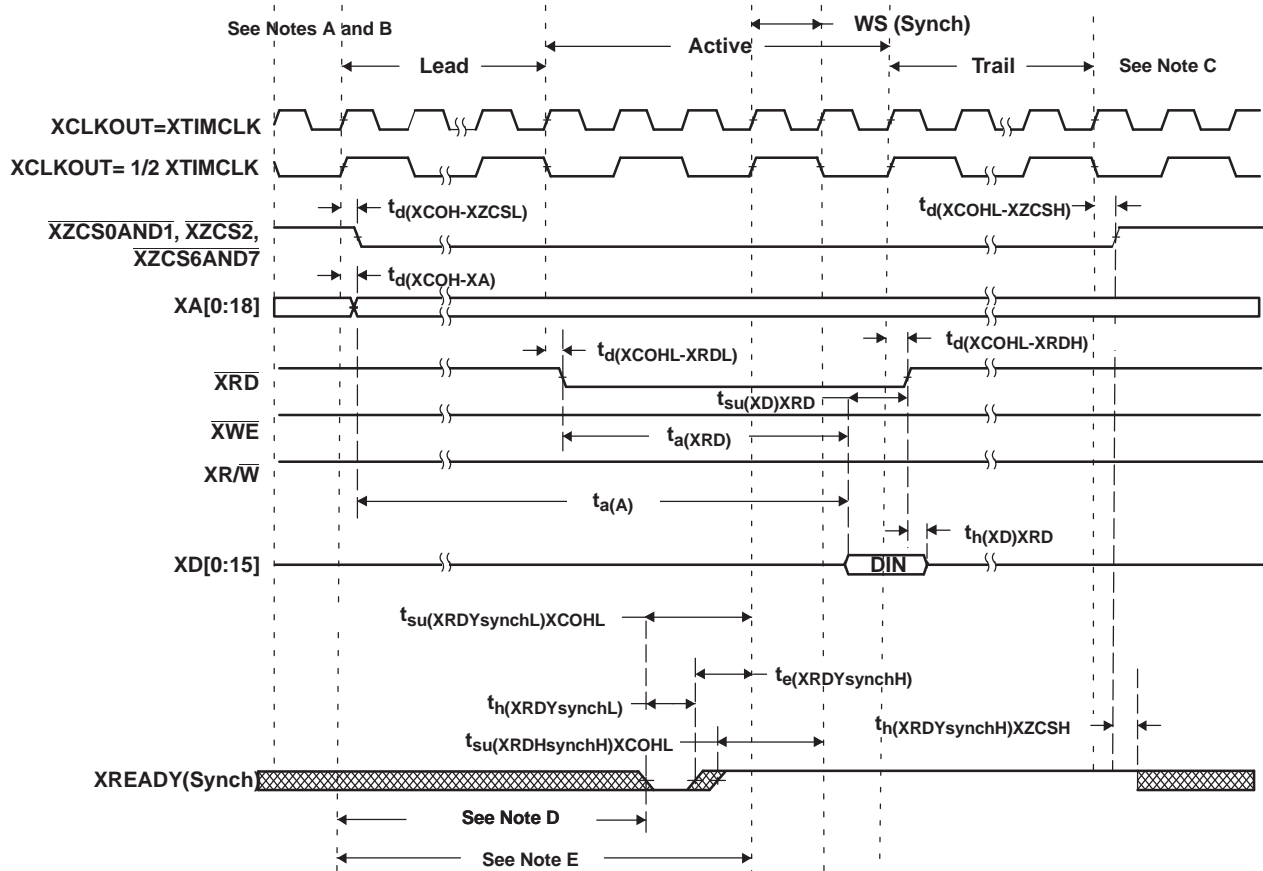 See Notes A and B
WS (Synch)
Active
Lead
Trail
See Note C
XCLKOUT=XTIMCLK
XCLKOUT= 1/2 XTIMCLK
td(XCOH-XZCSL)
td(XCOHL-XZCSH)
XZCS0AND1, XZCS2,
XZCS6AND7
td(XCOH-XA)
XA[0:18]
td(XCOHL-XRDL)
td(XCOHL-XRDH)
XRD
tsu(XD)XRD
XWE
ta(XRD)
XR/W
ta(A)
th(XD)XRD
XD[0:15]
DIN
tsu(XRDYsynchL)XCOHL
te(XRDYsynchH)
th(XRDYsynchL)
th(XRDYsynchH)XZCSH
tsu(XRDHsynchH)XCOHL
XREADY(Synch)
See Note D
See Note E